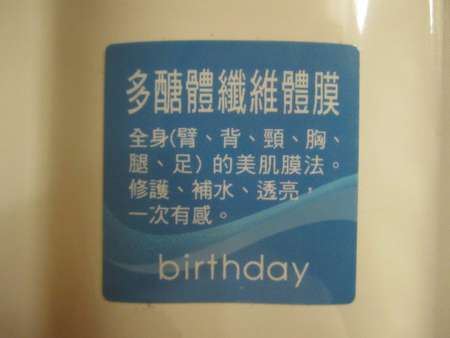 多醣體纖維體膜
全身(臂、背、頸、胸、
腿、足) 的美肌膜法。
修護、補水、透亮，
一次有感。
birthday